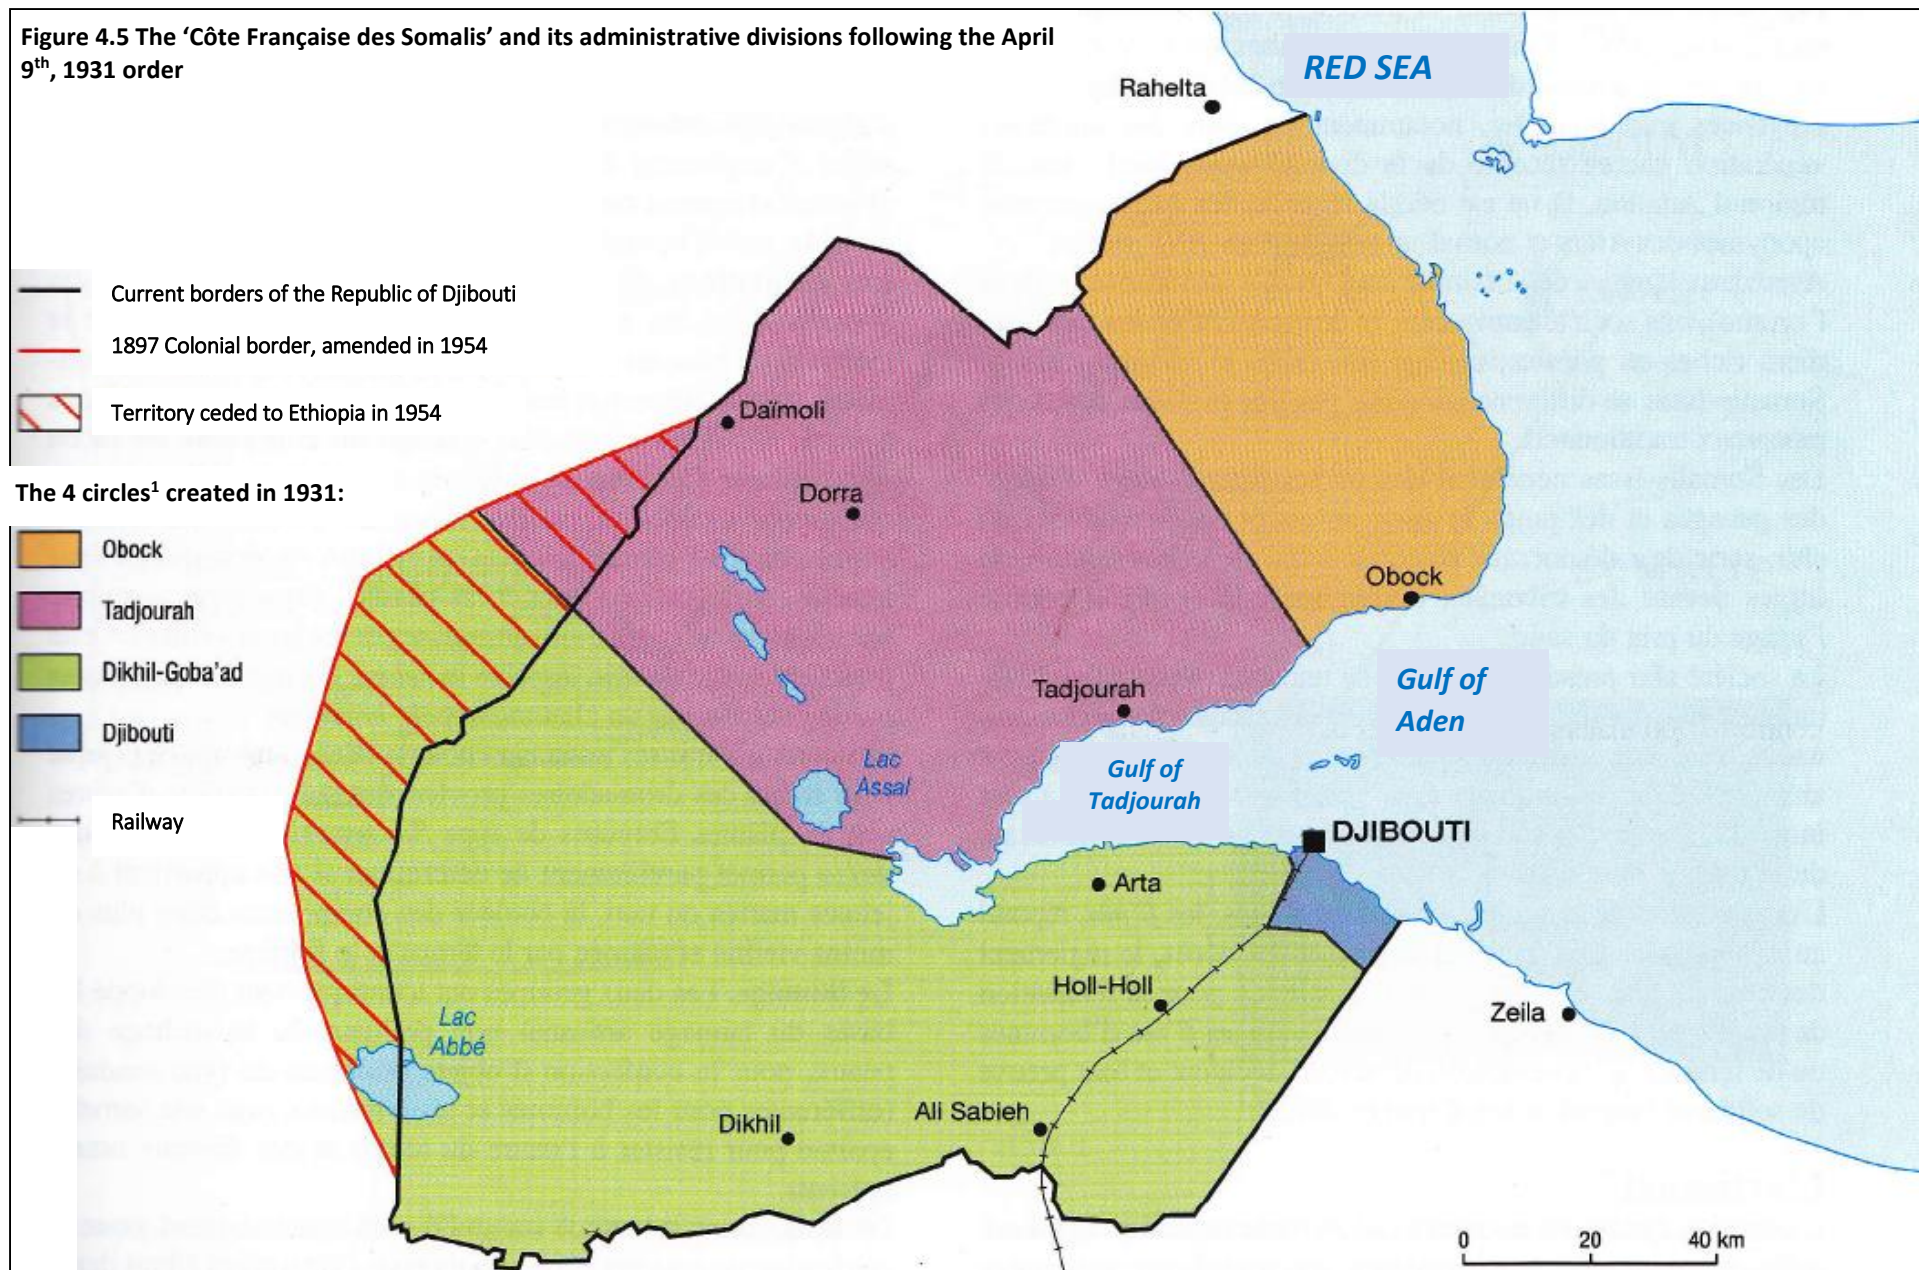 Figure 4.5 The ‘Côte Française des Somalis’ and its administrative divisions following the April
9th, 1931 order
RED SEA
Rahelta
Current borders of the Republic of Djibouti
1897 Colonial border, amended in 1954
Territory ceded to Ethiopia in 1954
The 4 circles1 created in 1931:
Obock
Tadjourah
Dikhil-Goba’ad
Djibouti
Railway
Daïmoli
Dorra
Obock
Tadjourah
Gulf of
Aden
Lac
Assal
Gulf of
Tadjourah
DJIBOUTI
Arta
Holl-Holl
Zeila
Lac
Abbé
Dikhil
Ali Sabieh
0 20 40 km